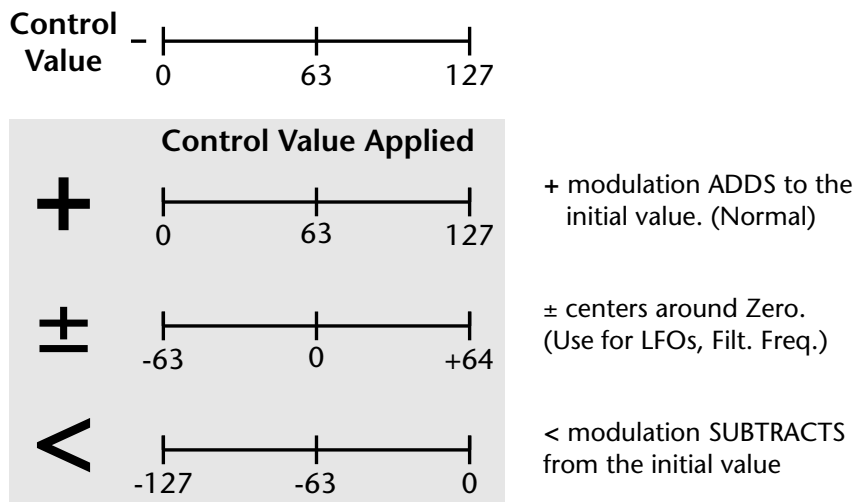 Control Value –
0 63 127
Control Value Applied
+
0 63 127
+ modulation ADDS to the
initial value. (Normal)
±
-63 0 +64
± centers around Zero.
(Use for LFOs, Filt. Freq.)
<
-127 -63 0
< modulation SUBTRACTS
from the initial value